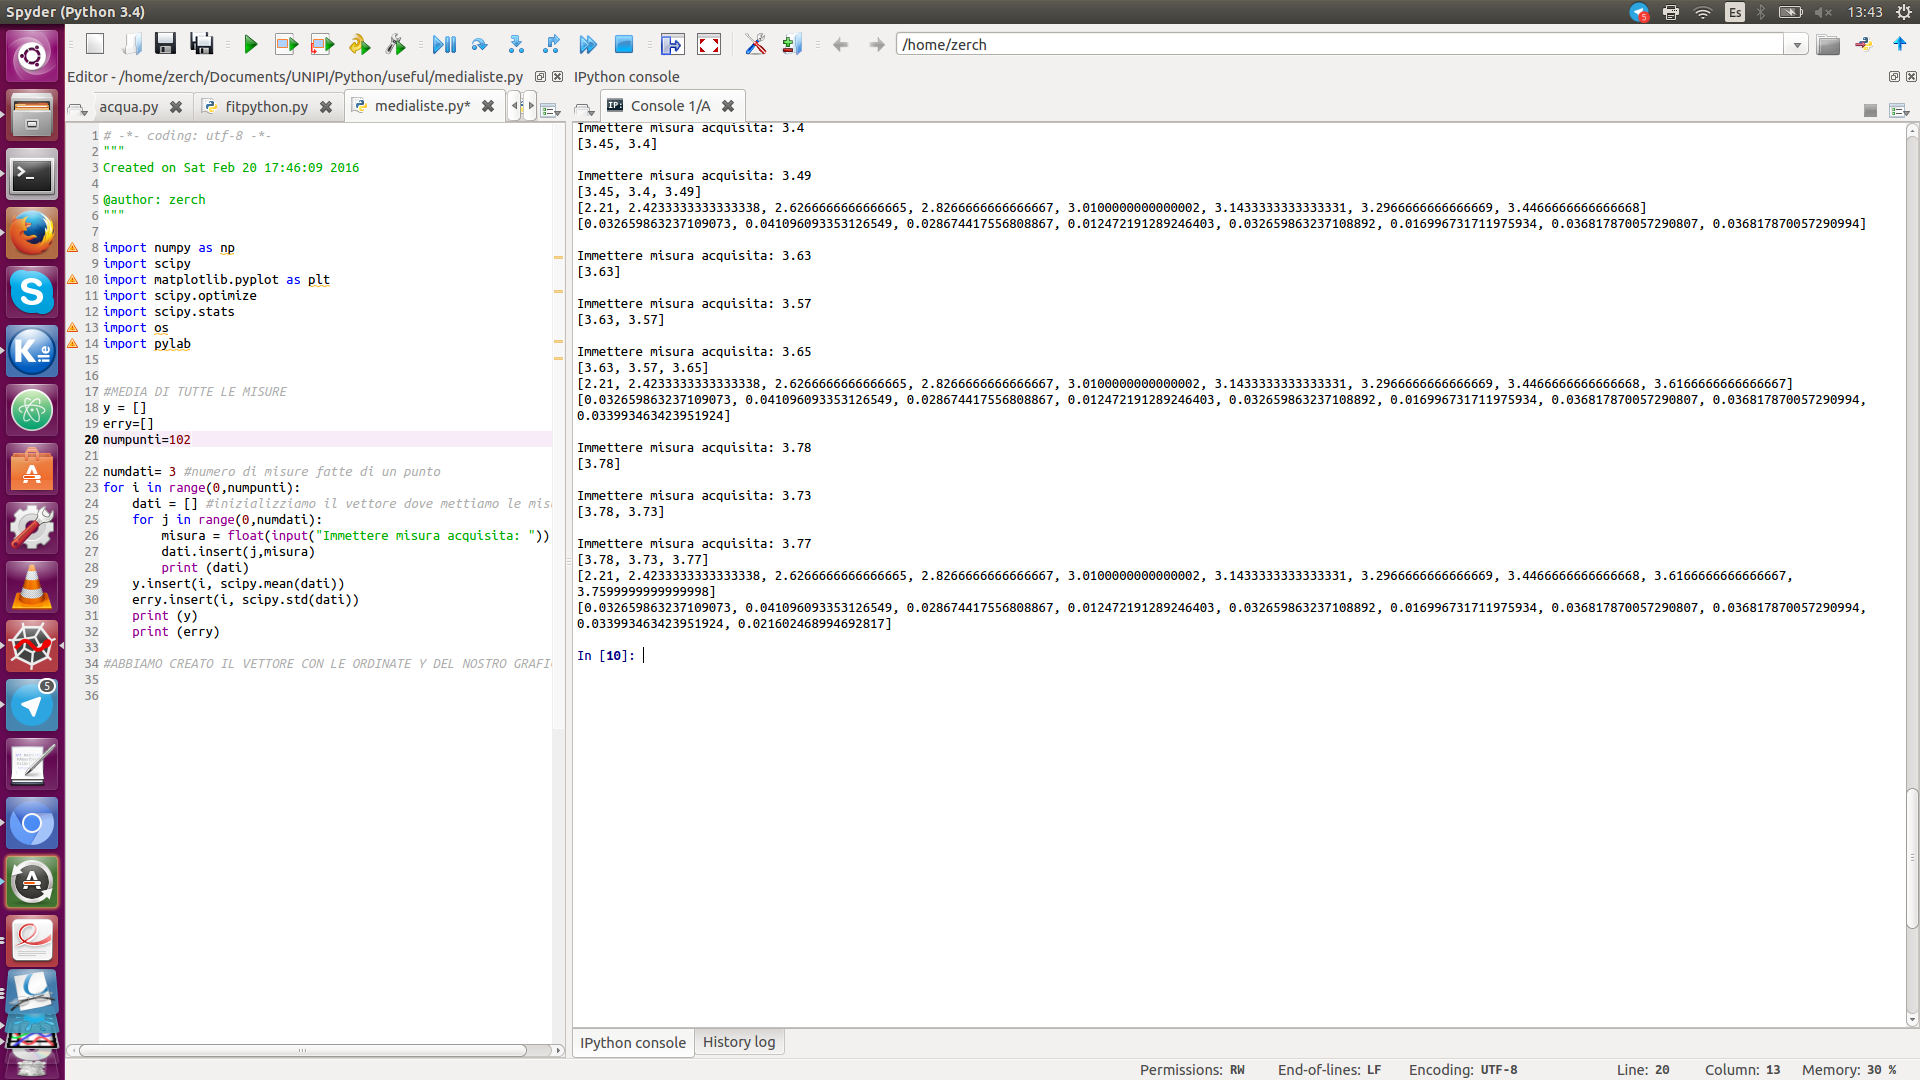 Spyder (Python 3.4)
5
Es
13:43
/home/zerch
Editor - /home/zerch/Documents/UNIPI/Python/useful/medialiste.py
acqua.py
fitpython.py
medialiste.py*
1 # -*- coding: utf-8 -*-
2 """
3 Created on Sat Feb 20 17:46:09 2016
4
5 @author: zerch
6 """
7
8 import numpy as np
9 import scipy
10 import matplotlib.pyplot as plt
11 import scipy.optimize
12 import scipy.stats
13 import os
14 import pylab
15
16
17 #MEDIA DI TUTTE LE MISURE
18 y = []
19 erry=[]
20 numpunti=102
21
22 numdati= 3 #numero di misure fatte di un punto
23 for i in range(0,numpunti):
24 dati = [] #inizializziamo il vettore dove mettiamo le
25 for j in range(0,numdati):
26 misura = float(input("Immettere misura acquisita: "))
27 dati.insert(j,misura)
28 print (dati)
29 y.insert(i, scipy.mean(dati))
30 erry.insert(i, scipy.std(dati))
31 print (y)
32 print (erry)
33
34 #ABBIAMO CREATO IL VETTORE CON LE ORDINATE Y DEL NOSTRO
35
36
IPython console
IP: Console 1/A
Immettere misura acquisita: 3.4
[3.45, 3.4]
Immettere misura acquisita: 3.49
[3.45, 3.4, 3.49]
[2.21, 2.4233333333333338, 2.6266666666666665, 2.8266666666666667, 3.0100000000000002, 3.1433333333333331, 3.2966666666666669, 3.4466666666666668]
[0.032659863237109073, 0.041096093353126549, 0.028674417556808867, 0.012472191289246403, 0.032659863237108892, 0.016996731711975934, 0.036817870057290807, 0.036817870057290994]
Immettere misura acquisita: 3.63
[3.63]
Immettere misura acquisita: 3.57
[3.63, 3.57]
Immettere misura acquisita: 3.65
[3.63, 3.57, 3.65]
[2.21, 2.4233333333333338, 2.6266666666666665, 2.8266666666666667, 3.0100000000000002, 3.1433333333333331, 3.2966666666666669, 3.4466666666666668, 3.6166666666666667]
[0.032659863237109073, 0.041096093353126549, 0.028674417556808867, 0.012472191289246403, 0.032659863237108892, 0.016996731711975934, 0.036817870057290807, 0.036817870057290994,
0.033993463423951924]
Immettere misura acquisita: 3.78
[3.78]
Immettere misura acquisita: 3.73
[3.78, 3.73]
Immettere misura acquisita: 3.77
[3.78, 3.73, 3.77]
[2.21, 2.4233333333333338, 2.6266666666666665, 2.8266666666666667, 3.0100000000000002, 3.1433333333333331, 3.2966666666666669, 3.4466666666666668, 3.6166666666666667,
3.7599999999999998]
[0.032659863237109073, 0.041096093353126549, 0.028674417556808867, 0.012472191289246403, 0.032659863237108892, 0.016996731711975934, 0.036817870057290807, 0.036817870057290994,
0.033993463423951924, 0.021602468994692817]
In [10]:
IPython console
History log
Permissions: RW
End-of-lines: LF
Encoding: UTF-8
Line: 20
Column: 13
Memory: 30 %
S
Kile
A
5
A